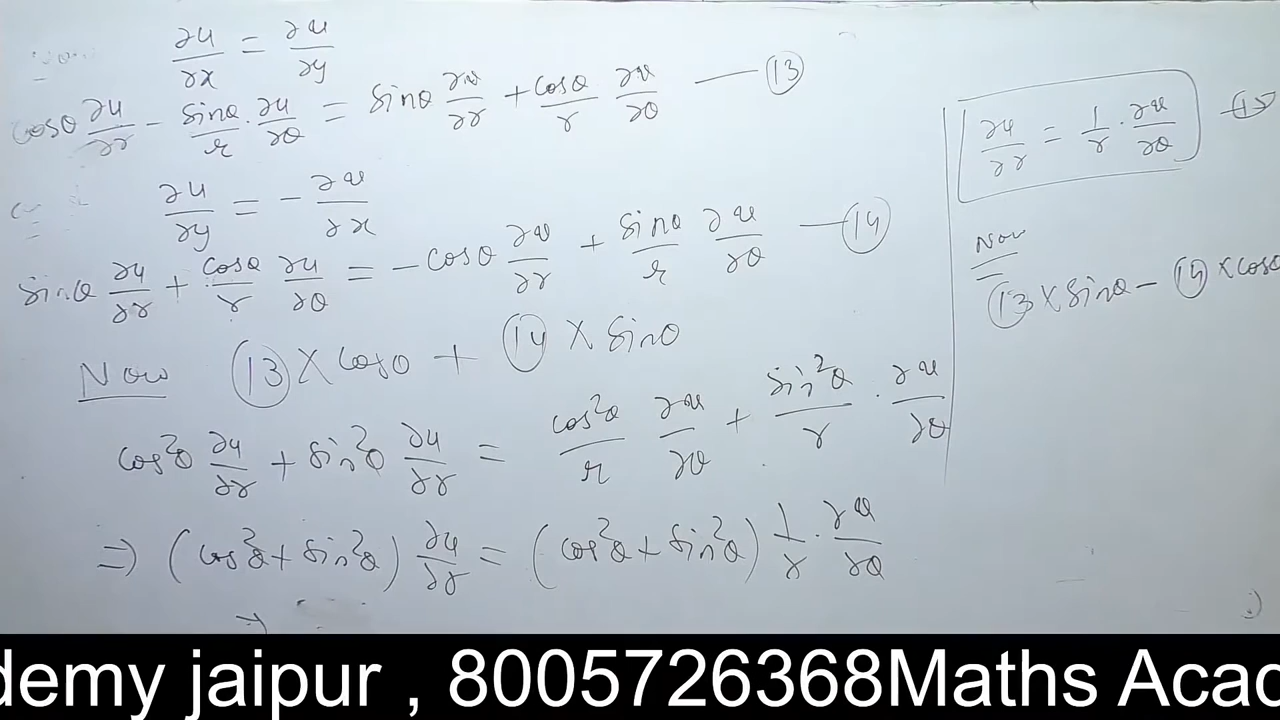 ∂u/∂x = ∂v/∂y
cosθ ∂u/∂r - sinθ/r · ∂u/∂θ = sinθ ∂v/∂r + cosθ/r ∂v/∂θ — (13)
∂u/∂y = - ∂v/∂x
sinθ ∂u/∂r + cosθ/r ∂u/∂θ = - cosθ ∂v/∂r + sinθ/r ∂v/∂θ — (14)
Now (13) × cosθ + (14) × sinθ
cos²θ ∂u/∂r + sin²θ ∂u/∂r = cos²θ/r ∂v/∂θ + sin²θ/r · ∂v/∂θ
⇒ (cos²θ + sin²θ) ∂u/∂r = (cos²θ + sin²θ) 1/r · ∂v/∂θ
⇒
∂u/∂r = 1/r · ∂v/∂θ — (15)
Now
(13) × sinθ - (14) × cosθ
demy jaipur , 8005726368Maths Acad